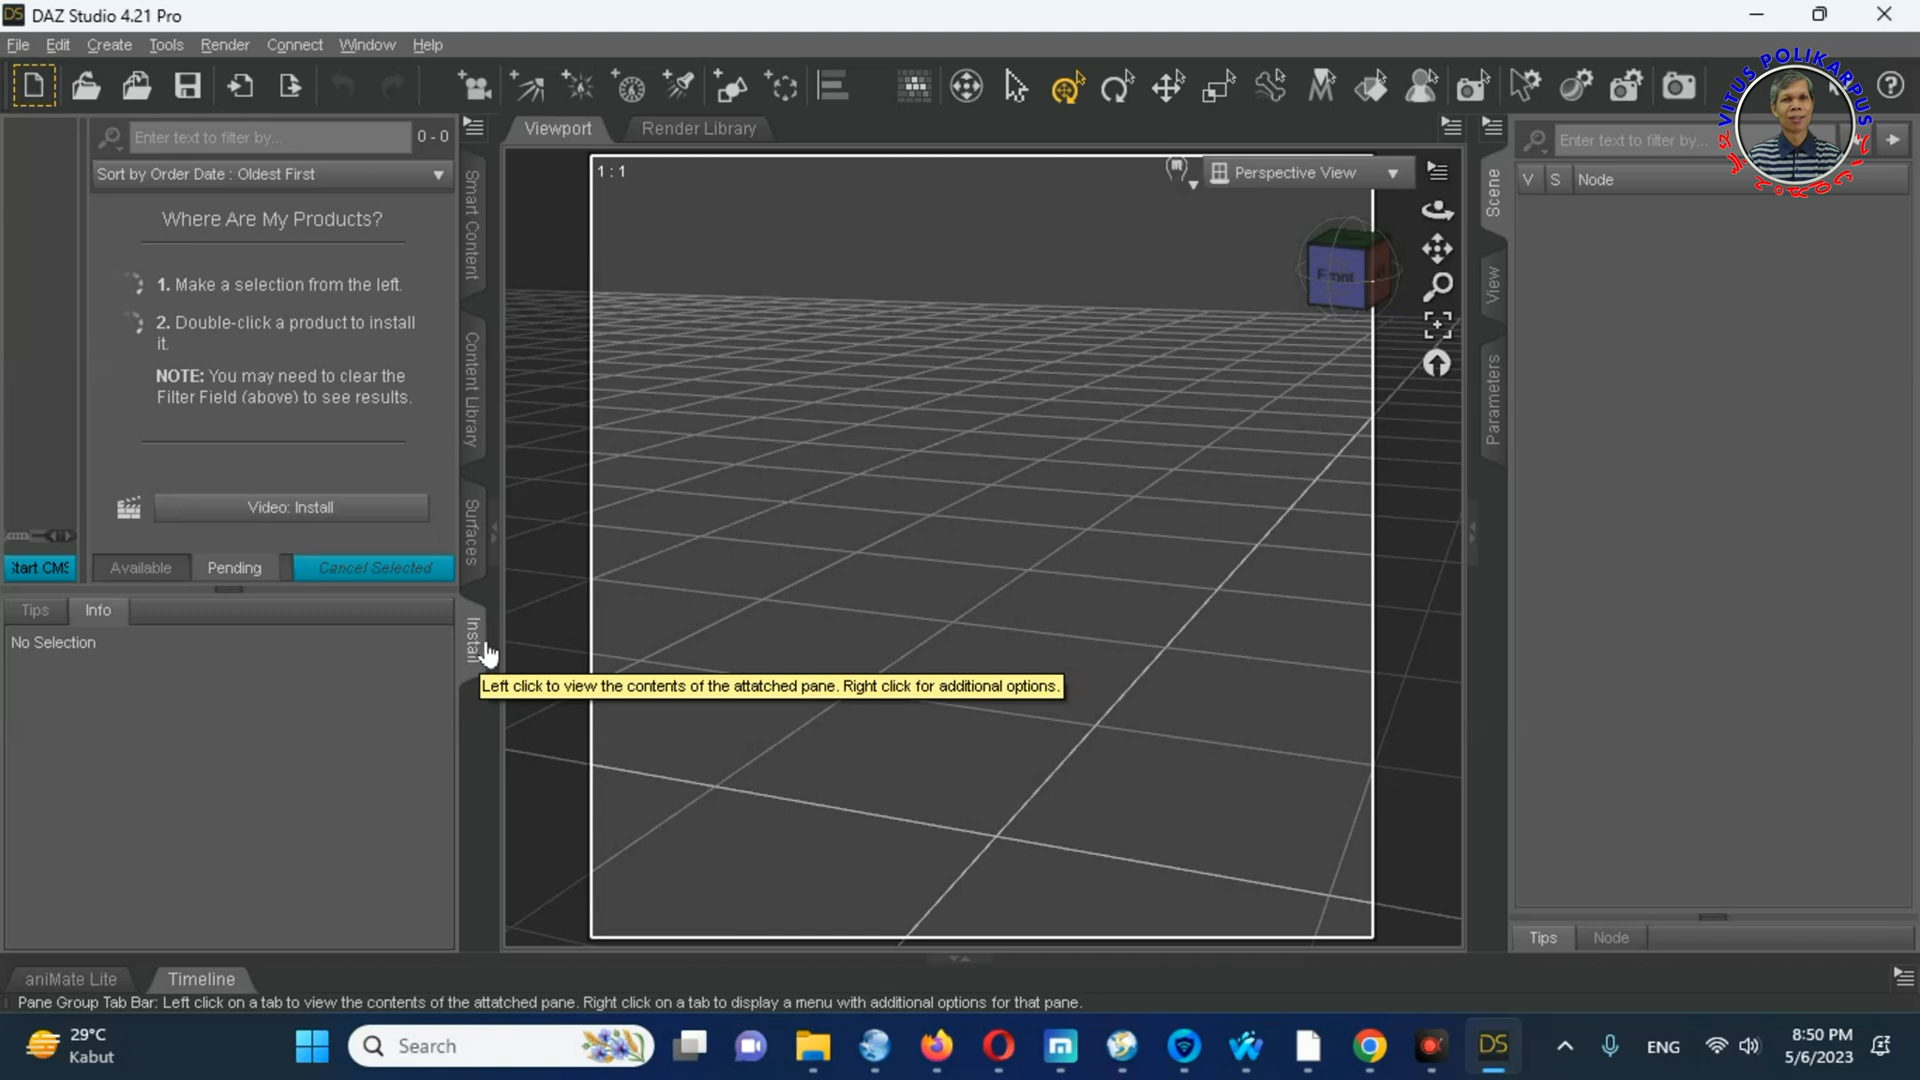 DS DAZ Studio 4.21 Pro
File Edit Create Tools Render Connect Window Help
VITUS POLIKARPUS
Enter text to filter by...
0 - 0
Sort by Order Date : Oldest First
Where Are My Products?
1. Make a selection from the left.
2. Double-click a product to install
it.
NOTE: You may need to clear the
Filter Field (above) to see results.
Video: Install
Start CMS
Available
Pending
Cancel Selected
Tips
Info
No Selection
Smart Content
Content Library
Surfaces
Install
Viewport
Render Library
1 : 1
Perspective View
Front
Left click to view the contents of the attatched pane. Right click for additional options.
Scene
View
Parameters
Enter text to filter by...
V S Node
Tips
Node
aniMate Lite
Timeline
Pane Group Tab Bar: Left click on a tab to view the contents of the attatched pane. Right click on a tab to display a menu with additional options for that pane.
29°C
Kabut
Search
DS
ENG
8:50 PM
5/6/2023